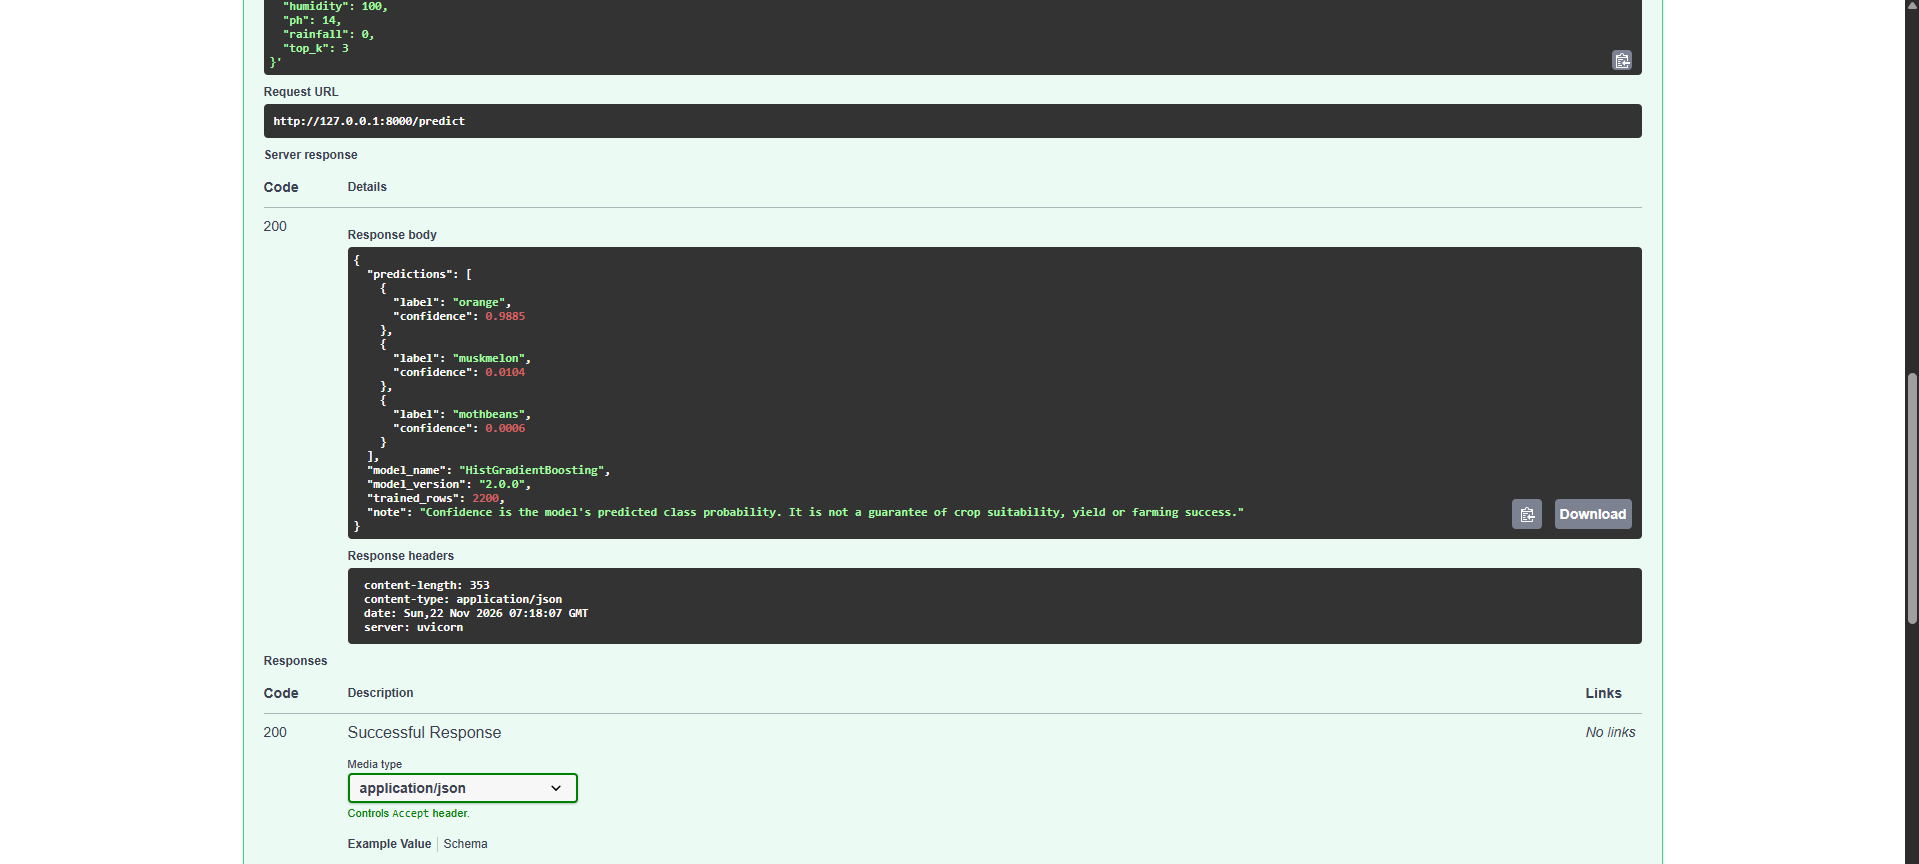 "humidity": 100,
"ph": 14,
"rainfall": 0,
"top_k": 3
}'
Request URL
http://127.0.0.1:8000/predict
Server response
Code Details
200
Response body
{
"predictions": [
{
"label": "orange",
"confidence": 0.9885
},
{
"label": "muskmelon",
"confidence": 0.0104
},
{
"label": "mothbeans",
"confidence": 0.0006
}
],
"model_name": "HistGradientBoosting",
"model_version": "2.0.0",
"trained_rows": 2200,
"note": "Confidence is the model's predicted class probability. It is not a guarantee of crop suitability, yield or farming success."
}
Download
Response headers
content-length: 353
content-type: application/json
date: Sun,22 Nov 2026 07:18:07 GMT
server: uvicorn
Responses
Code Description Links
200 Successful Response No links
Media type
application/json
Controls Accept header.
Example Value Schema